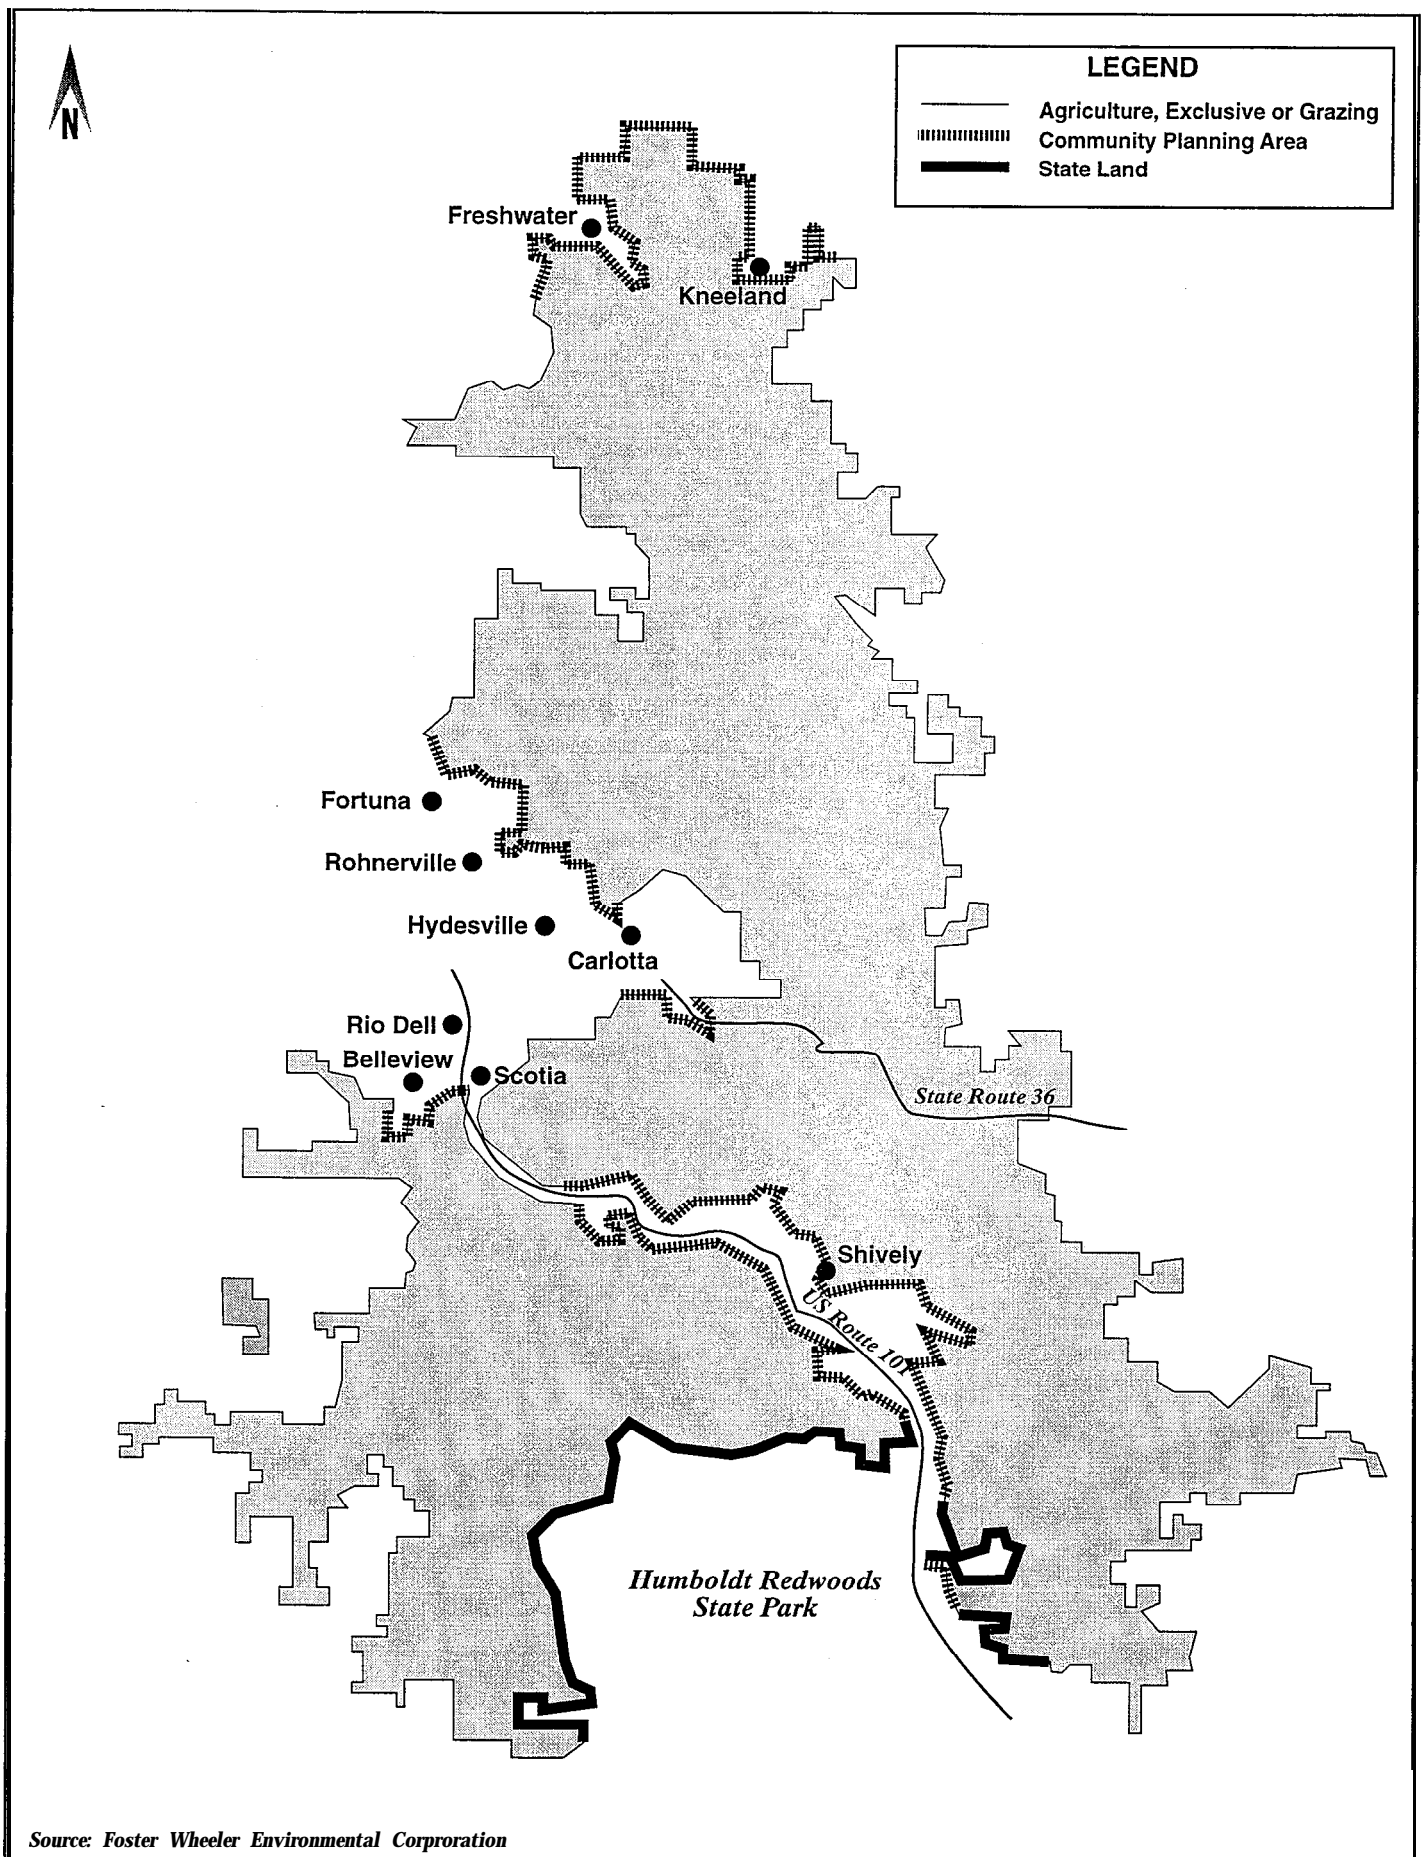 N
LEGEND
Agriculture, Exclusive or Grazing
Community Planning Area
State Land
Freshwater
Kneeland
Fortuna
Rohnerville
Hydesville
Carlotta
Rio Dell
Belleview
Scotia
State Route 36
Shively
US Route 101
Humboldt Redwoods
State Park
Source: Foster Wheeler Environmental Corproration